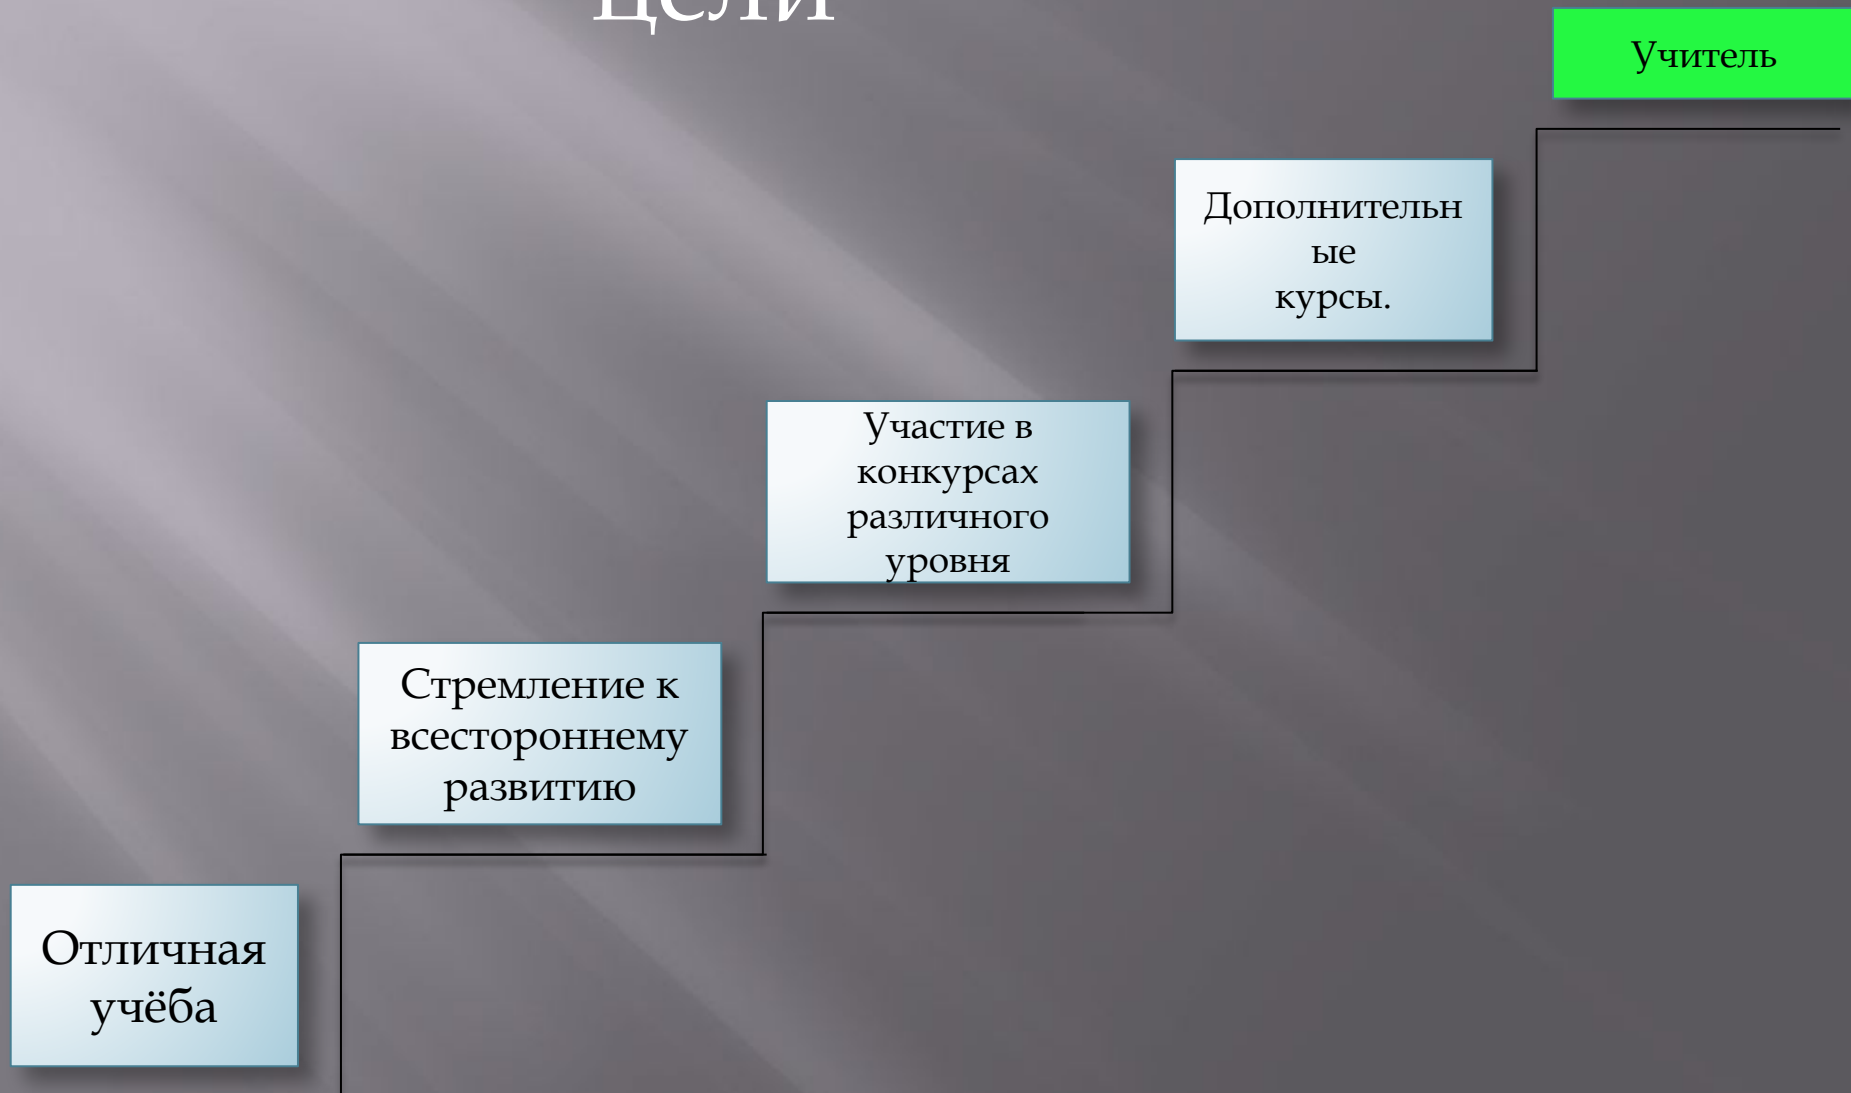 цели
Учитель
Дополнительн
ые
курсы.
Участие в
конкурсах
различного
уровня
Стремление к
всестороннему
развитию
Отличная
учёба